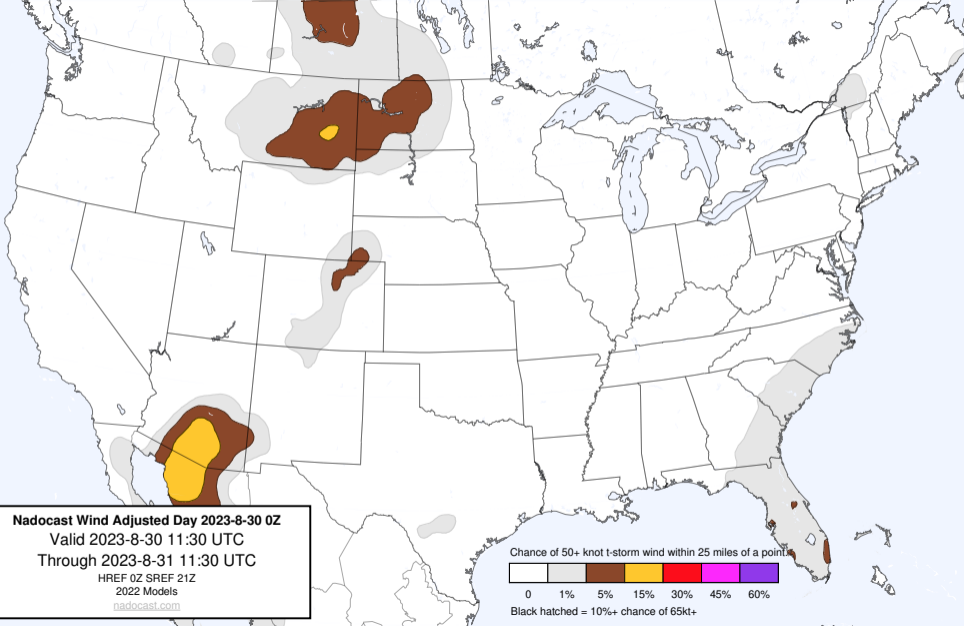 Nadocast Wind Adjusted Day 2023-8-30 0Z
Valid 2023-8-30 11:30 UTC
Through 2023-8-31 11:30 UTC
HREF 0Z SREF 21Z
2022 Models
nadocast.com
Chance of 50+ knot t-storm wind within 25 miles of a point.
0 1% 5% 15% 30% 45% 60%
Black hatched = 10%+ chance of 65kt+